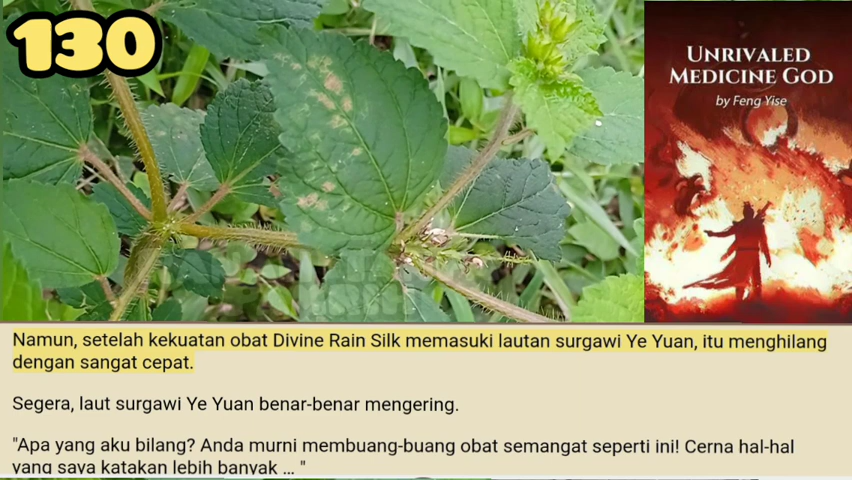 130
UNRIVALED
MEDICINE GOD
by Feng Yise
Namun, setelah kekuatan obat Divine Rain Silk memasuki lautan surgawi Ye Yuan, itu menghilang
dengan sangat cepat.
Segera, laut surgawi Ye Yuan benar-benar mengering.
"Apa yang aku bilang? Anda murni membuang-buang obat semangat seperti ini! Cerna hal-hal
yang saya katakan lebih banyak ... "